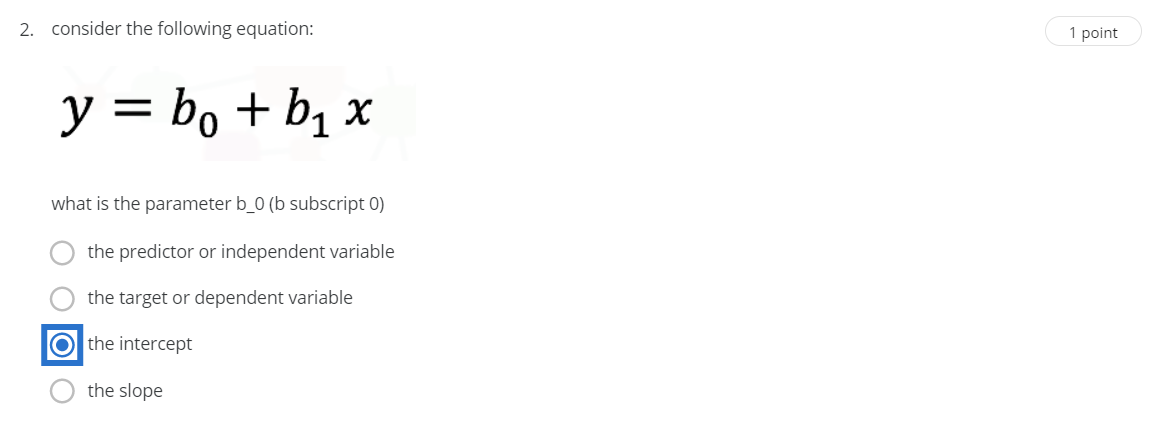 2. consider the following equation:
1 point
y = b₀ + b₁ x
what is the parameter b_0 (b subscript 0)
the predictor or independent variable
the target or dependent variable
the intercept
the slope